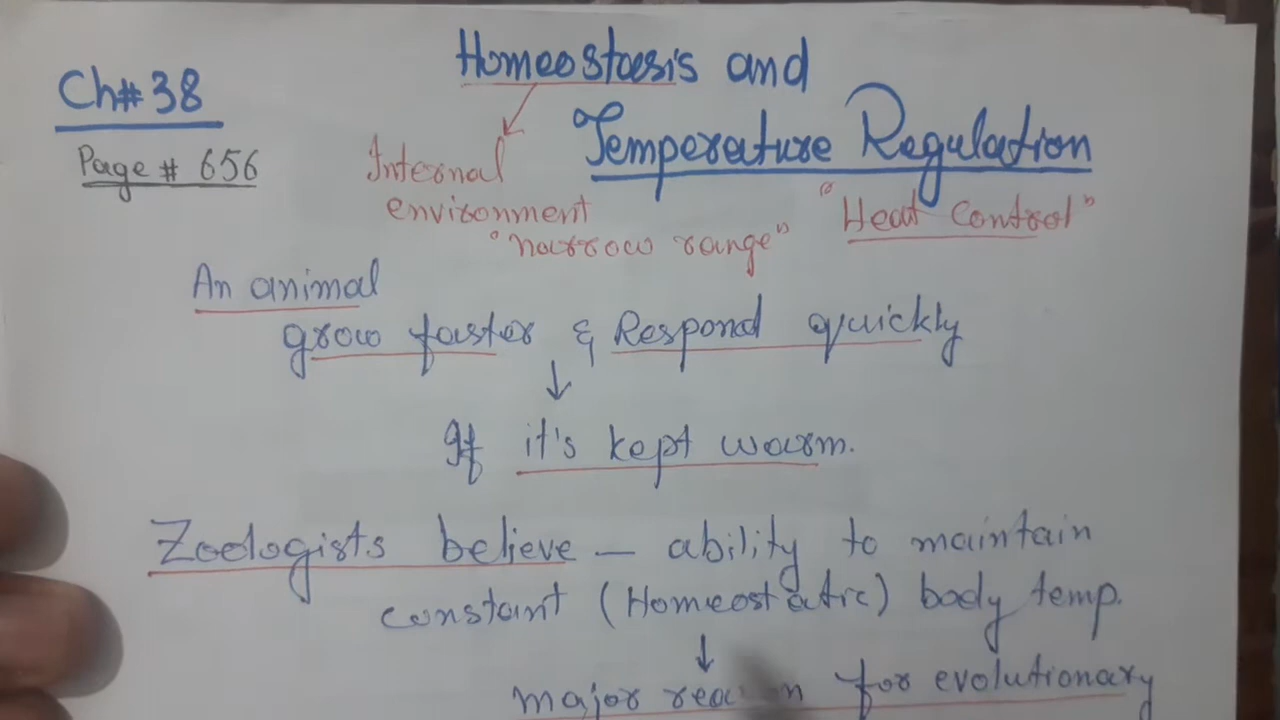 Homeostasis and
Ch# 38
Temperature Regulation
Page # 656
Internal
environment
"narrow range"
"Heat Control"
An animal
grow faster & Respond quickly
↓
If it's kept warm.
Zoologists believe – ability to maintain
constant (Homeostatic) body temp.
↓
major reason for evolutionary